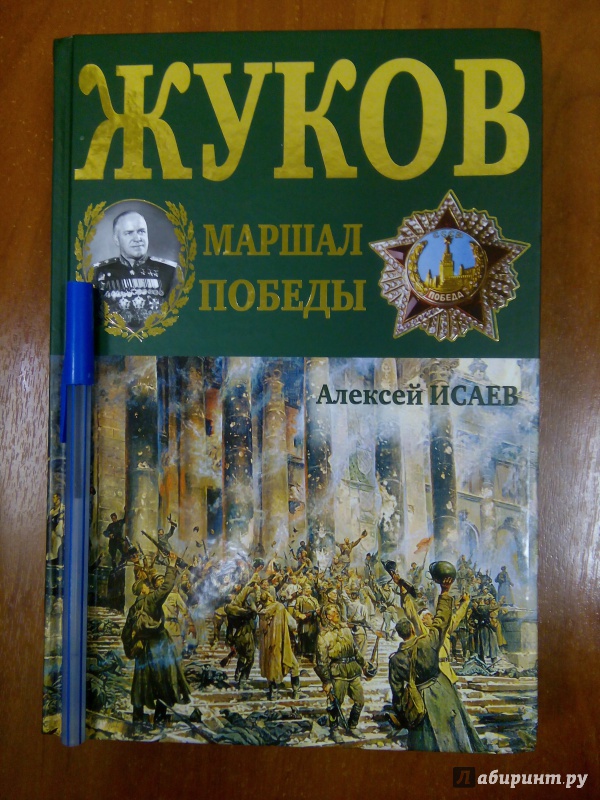 ЖУКОВ
МАРШАЛ
ПОБЕДЫ
ПОБЕДА
Алексей ИСАЕВ
Лабиринт.ру